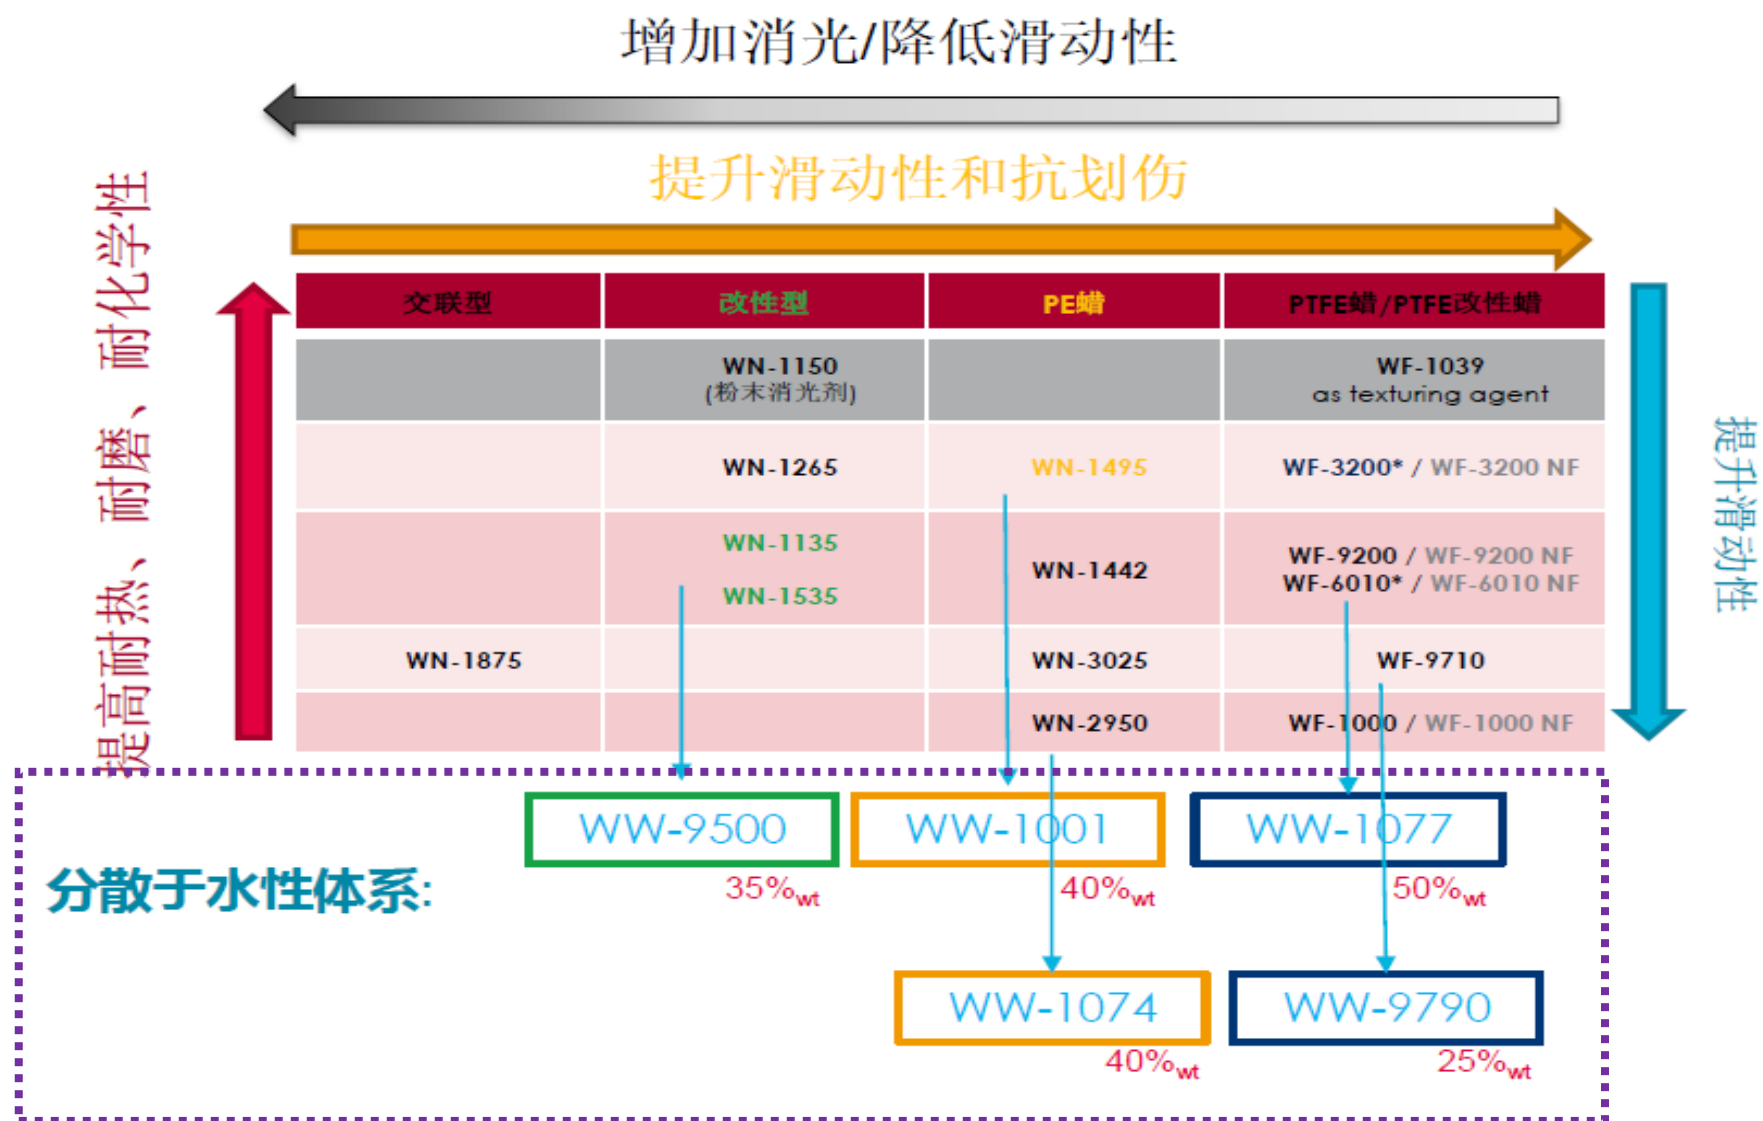 增加消光/降低滑动性
提升滑动性和抗划伤
提高耐热、耐磨、耐化学性
提升滑动性
交联型 改性型 PE蜡 PTFE蜡/PTFE改性蜡
WN-1150 WF-1039
(粉末消光剂) as texturing agent
WN-1265 WN-1495 WF-3200* / WF-3200 NF
WN-1135 WF-9200 / WF-9200 NF
WN-1442
WN-1535 WF-6010* / WF-6010 NF
WN-1875 WN-3025 WF-9710
WN-2950 WF-1000 / WF-1000 NF
WW-9500 WW-1001 WW-1077
35%wt 40%wt 50%wt
分散于水性体系:
WW-1074 WW-9790
40%wt 25%wt